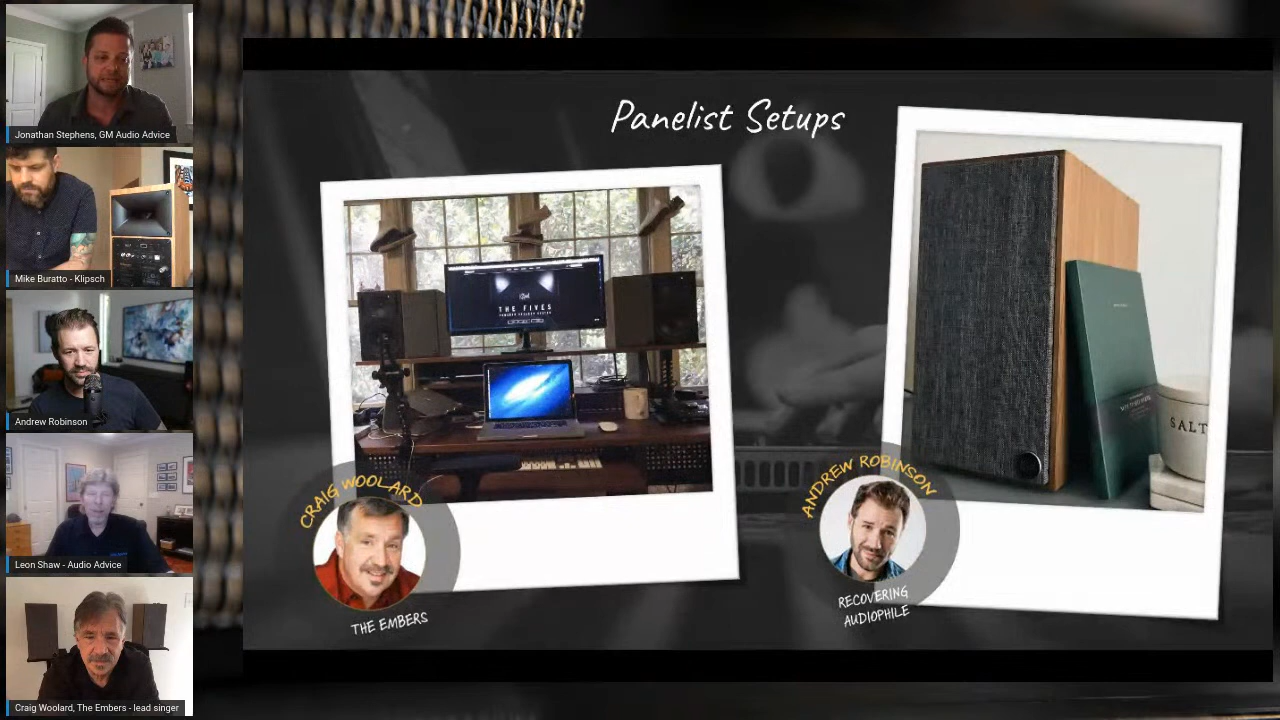 Jonathan Stephens, GM Audio Advice
Mike Buratto - Klipsch
Andrew Robinson
Leon Shaw - Audio Advice
Craig Woolard, The Embers - lead singer
Panelist Setups
THE FIVES
SALT
CRAIG WOOLARD
THE EMBERS
ANDREW ROBINSON
RECOVERING
AUDIOPHILE